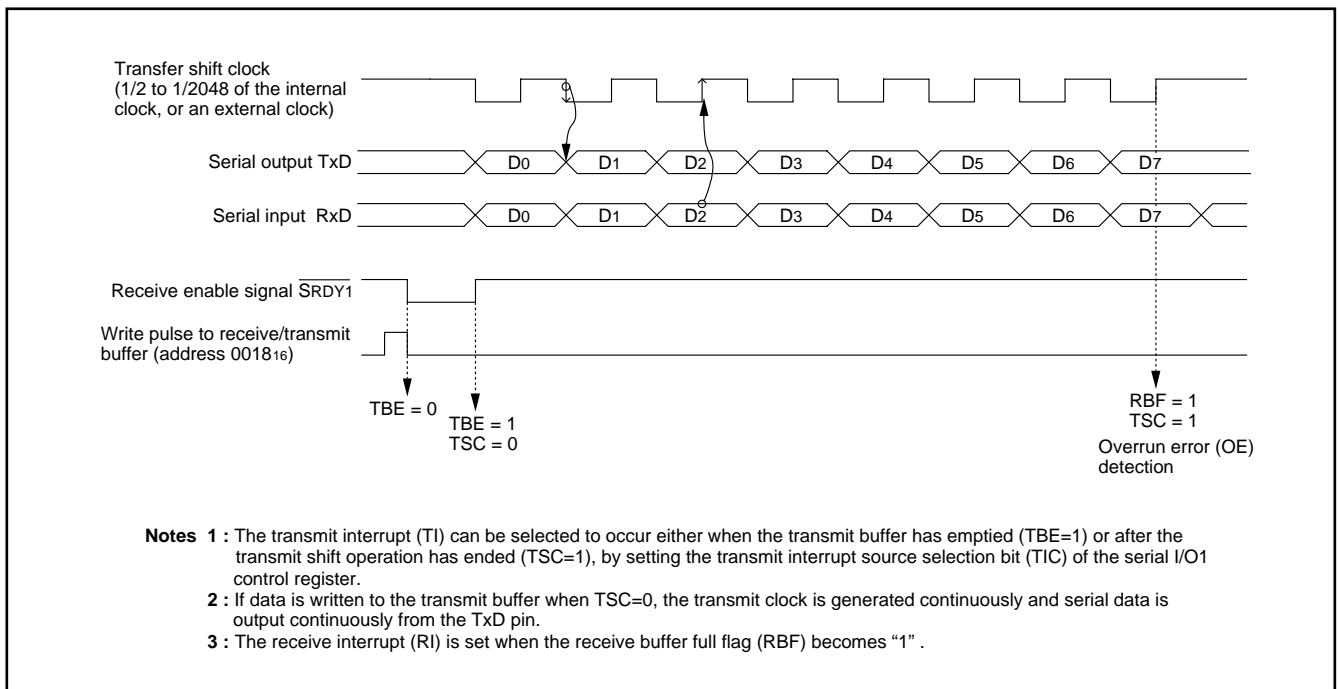 Transfer shift clock
(1/2 to 1/2048 of the internal
clock, or an external clock)
Serial output TxD
D0 D1 D2 D3 D4 D5 D6 D7
Serial input RxD
D0 D1 D2 D3 D4 D5 D6 D7
Receive enable signal S̅R̅D̅Y̅1̅
Write pulse to receive/transmit
buffer (address 001816)
TBE = 0
TBE = 1
TSC = 0
RBF = 1
TSC = 1
Overrun error (OE)
detection
Notes 1 : The transmit interrupt (TI) can be selected to occur either when the transmit buffer has emptied (TBE=1) or after the
transmit shift operation has ended (TSC=1), by setting the transmit interrupt source selection bit (TIC) of the serial I/O1
control register.
2 : If data is written to the transmit buffer when TSC=0, the transmit clock is generated continuously and serial data is
output continuously from the TxD pin.
3 : The receive interrupt (RI) is set when the receive buffer full flag (RBF) becomes “1” .